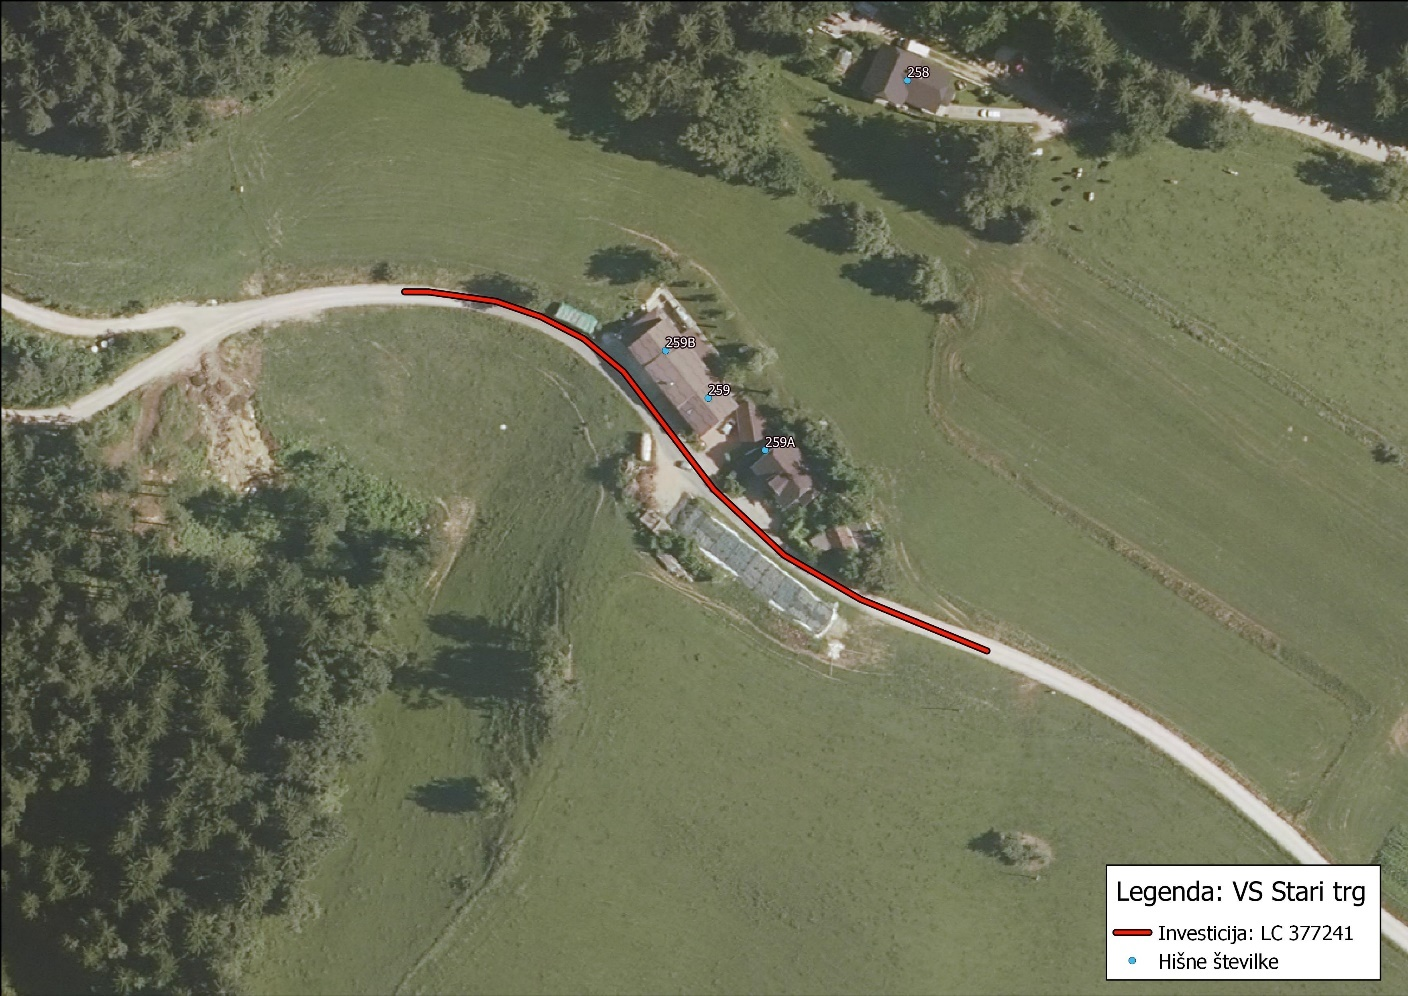 258
259B
259
259A
Legenda: VS Stari trg
Investicija: LC 377241
Hišne številke